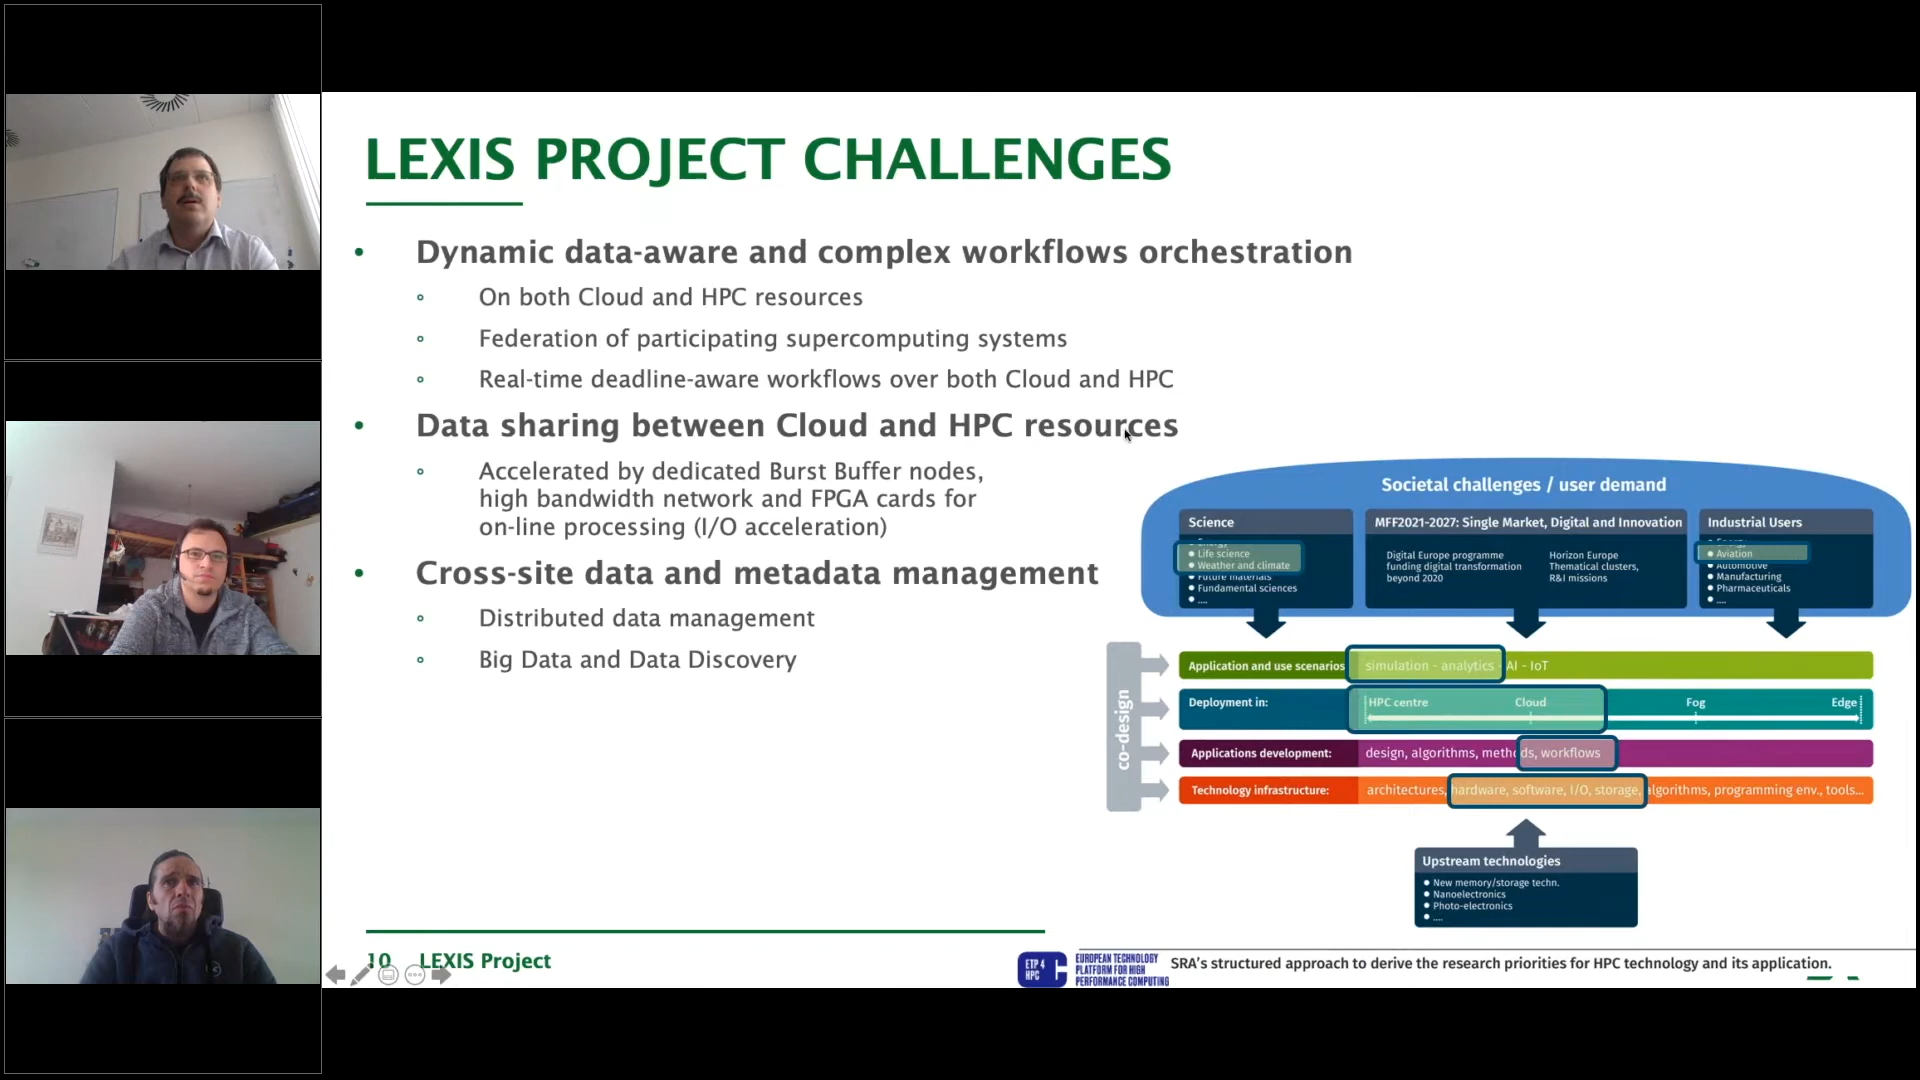 LEXIS PROJECT CHALLENGES
• Dynamic data-aware and complex workflows orchestration
∘ On both Cloud and HPC resources
∘ Federation of participating supercomputing systems
∘ Real-time deadline-aware workflows over both Cloud and HPC
• Data sharing between Cloud and HPC resources
∘ Accelerated by dedicated Burst Buffer nodes,
high bandwidth network and FPGA cards for
on-line processing (I/O acceleration)
• Cross-site data and metadata management
∘ Distributed data management
∘ Big Data and Data Discovery
Societal challenges / user demand
Science
• Life science
• Weather and climate
• Future materials
• Fundamental sciences
• ....
MFF2021-2027: Single Market, Digital and Innovation
Digital Europe programme
funding digital transformation
beyond 2020
Horizon Europe
Thematical clusters,
R&I missions
Industrial Users
• Aviation
• Automotive
• Manufacturing
• Pharmaceuticals
• ....
co-design
Application and use scenarios simulation - analytics - AI - IoT
Deployment in: HPC centre Cloud Fog Edge
Applications development: design, algorithms, methods, workflows
Technology infrastructure: architectures, hardware, software, I/O, storage, algorithms, programming env., tools...
Upstream technologies
• New memory/storage techn.
• Nanoelectronics
• Photo-electronics
• ....
10 LEXIS Project
ETP 4
HPC
EUROPEAN TECHNOLOGY
PLATFORM FOR HIGH
PERFORMANCE COMPUTING
SRA's structured approach to derive the research priorities for HPC technology and its application.